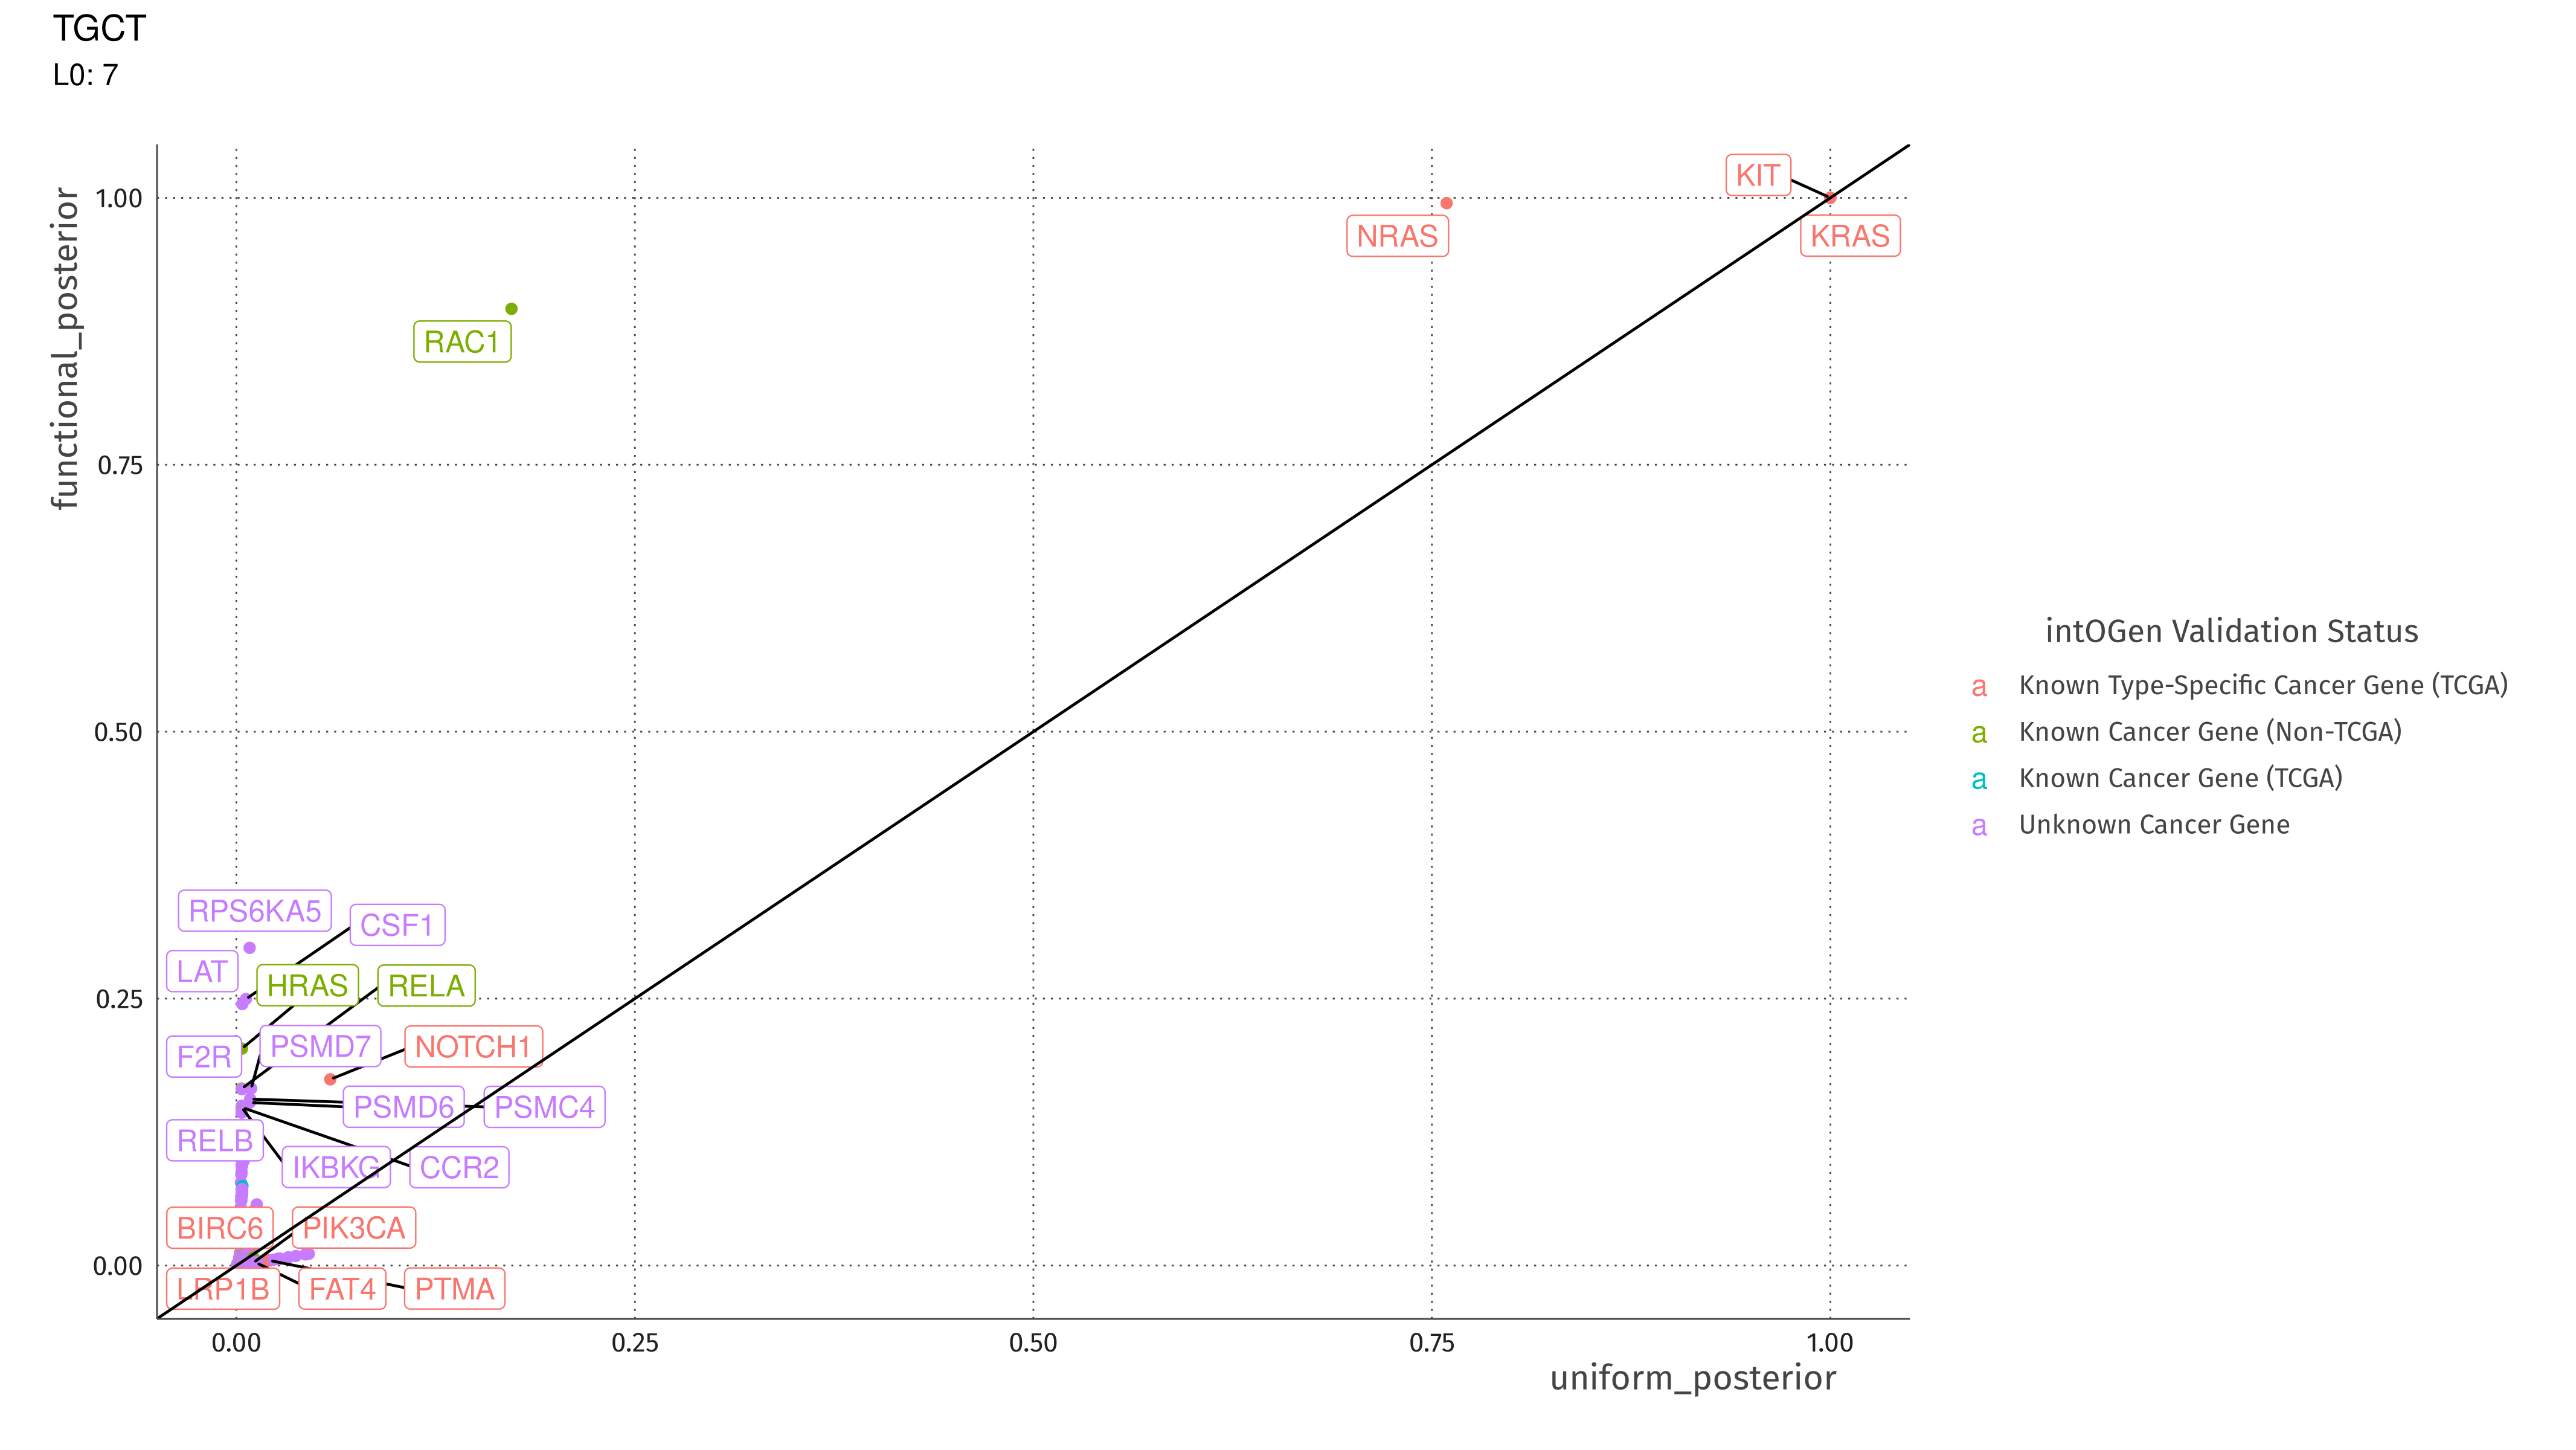 TGCT
L0: 7
functional_posterior
1.00
0.75
0.50
0.25
0.00
KIT
NRAS
KRAS
RAC1
RPS6KA5
CSF1
LAT
HRAS
RELA
F2R
PSMD7
NOTCH1
PSMD6
PSMC4
RELB
IKBKG
CCR2
BIRC6
PIK3CA
LRP1B
FAT4
PTMA
0.00
0.25
0.50
0.75
1.00
uniform_posterior
intOGen Validation Status
a Known Type-Specific Cancer Gene (TCGA)
a Known Cancer Gene (Non-TCGA)
a Known Cancer Gene (TCGA)
a Unknown Cancer Gene